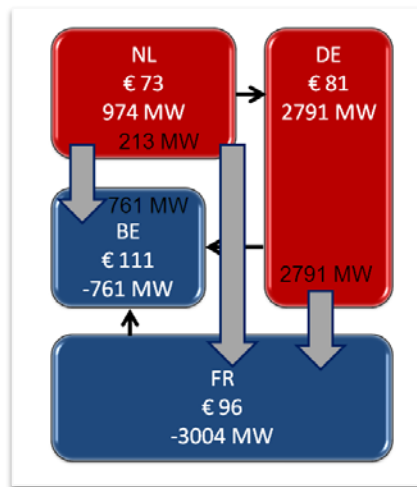 NL
€ 73
974 MW
213 MW
DE
€ 81
2791 MW
761 MW
BE
€ 111
-761 MW
2791 MW
FR
€ 96
-3004 MW